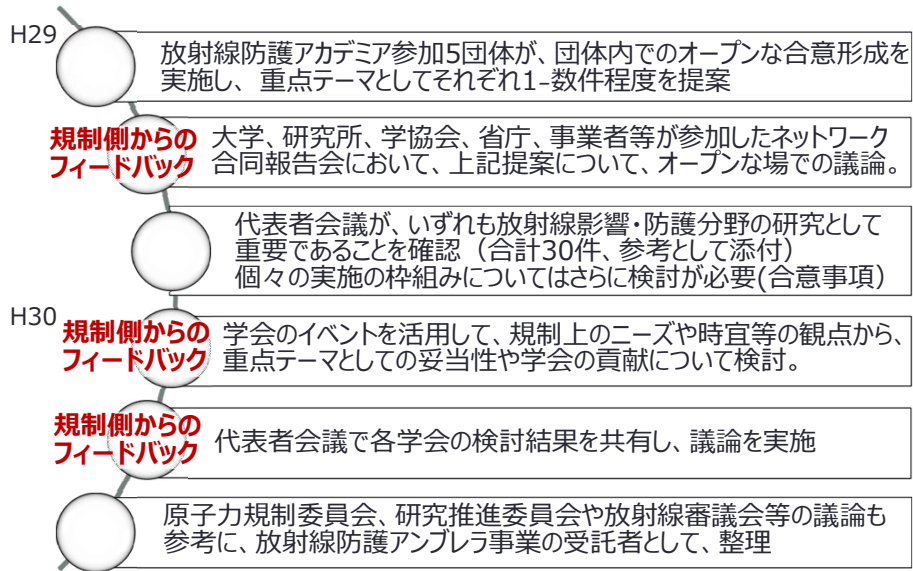 H29
放射線防護アカデミア参加5団体が、団体内でのオープンな合意形成を
実施し、 重点テーマとしてそれぞれ1-数件程度を提案
規制側からの
フィードバック
大学、研究所、学協会、省庁、事業者等が参加したネットワーク
合同報告会において、上記提案について、オープンな場での議論。
代表者会議が、いずれも放射線影響・防護分野の研究として
重要であることを確認（合計30件、参考として添付）
個々の実施の枠組みについてはさらに検討が必要(合意事項）
H30
規制側からの
フィードバック
学会のイベントを活用して、規制上のニーズや時宜等の観点から、
重点テーマとしての妥当性や学会の貢献について検討。
規制側からの
フィードバック
代表者会議で各学会の検討結果を共有し、議論を実施
原子力規制委員会、研究推進委員会や放射線審議会等の議論も
参考に、放射線防護アンブレラ事業の受託者として、整理